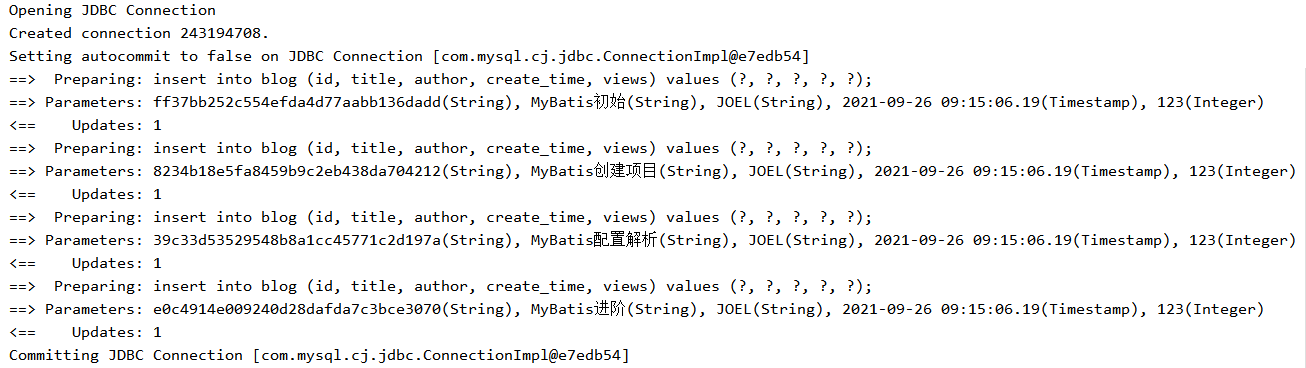 Opening JDBC Connection
Created connection 243194708.
Setting autocommit to false on JDBC Connection [com.mysql.cj.jdbc.ConnectionImpl@e7edb54]
==>  Preparing: insert into blog (id, title, author, create_time, views) values (?, ?, ?, ?, ?);
==> Parameters: ff37bb252c554efda4d77aabb136dadd(String), MyBatis初始(String), JOEL(String), 2021-09-26 09:15:06.19(Timestamp), 123(Integer)
<==    Updates: 1
==>  Preparing: insert into blog (id, title, author, create_time, views) values (?, ?, ?, ?, ?);
==> Parameters: 8234b18e5fa8459b9c2eb438da704212(String), MyBatis创建项目(String), JOEL(String), 2021-09-26 09:15:06.19(Timestamp), 123(Integer)
<==    Updates: 1
==>  Preparing: insert into blog (id, title, author, create_time, views) values (?, ?, ?, ?, ?);
==> Parameters: 39c33d53529548b8a1cc45771c2d197a(String), MyBatis配置解析(String), JOEL(String), 2021-09-26 09:15:06.19(Timestamp), 123(Integer)
<==    Updates: 1
==>  Preparing: insert into blog (id, title, author, create_time, views) values (?, ?, ?, ?, ?);
==> Parameters: e0c4914e009240d28dafda7c3bce3070(String), MyBatis进阶(String), JOEL(String), 2021-09-26 09:15:06.19(Timestamp), 123(Integer)
<==    Updates: 1
Committing JDBC Connection [com.mysql.cj.jdbc.ConnectionImpl@e7edb54]